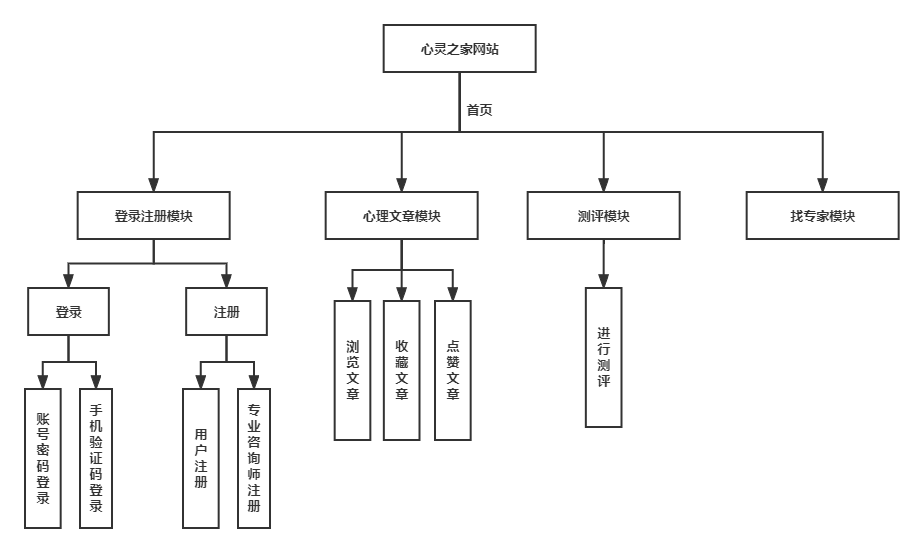 心灵之家网站
首页
登录注册模块
心理文章模块
测评模块
找专家模块
登录
注册
浏览文章
收藏文章
点赞文章
进行测评
账号密码登录
手机验证码登录
用户注册
专业咨询师注册